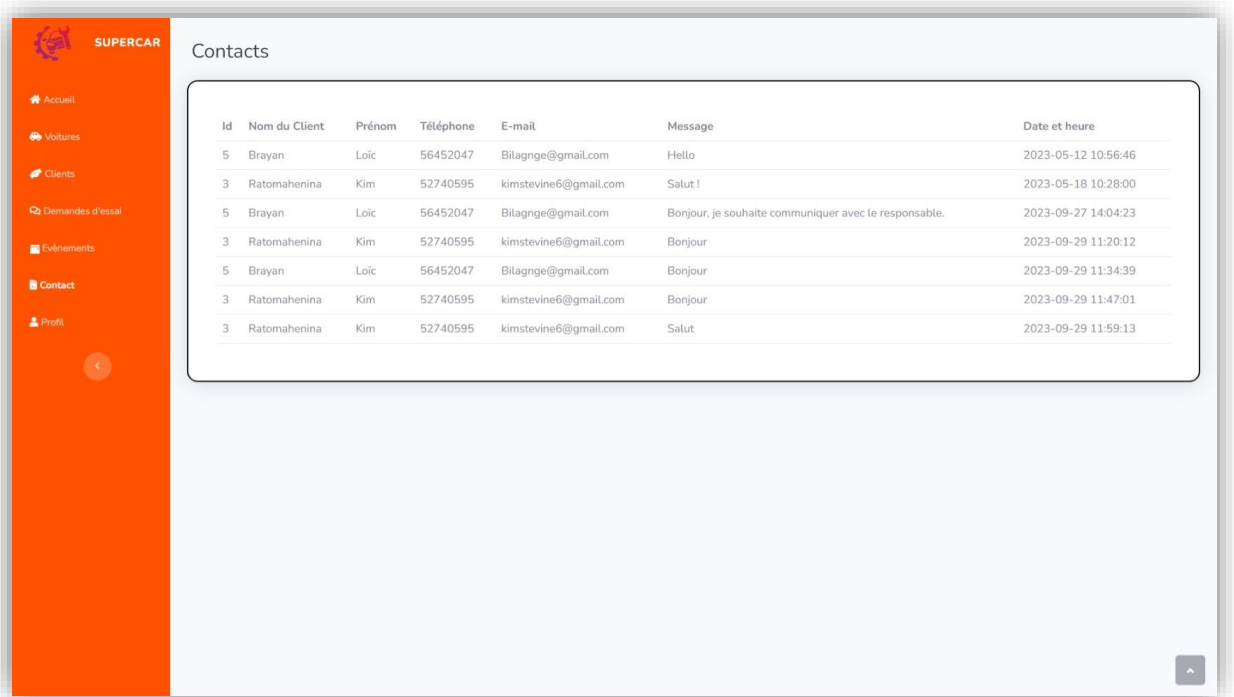 SUPERCAR
Accueil
Voitures
Clients
Demandes d'essai
Evènements
Contact
Profil
Contacts
Id Nom du Client Prénom Téléphone E-mail Message Date et heure
5 Brayan Loïc 56452047 Bilagnge@gmail.com Hello 2023-05-12 10:56:46
3 Ratomahenina Kim 52740595 kimstevine6@gmail.com Salut ! 2023-05-18 10:28:00
5 Brayan Loïc 56452047 Bilagnge@gmail.com Bonjour, je souhaite communiquer avec le responsable. 2023-09-27 14:04:23
3 Ratomahenina Kim 52740595 kimstevine6@gmail.com Bonjour 2023-09-29 11:20:12
5 Brayan Loïc 56452047 Bilagnge@gmail.com Bonjour 2023-09-29 11:34:39
3 Ratomahenina Kim 52740595 kimstevine6@gmail.com Bonjour 2023-09-29 11:47:01
3 Ratomahenina Kim 52740595 kimstevine6@gmail.com Salut 2023-09-29 11:59:13